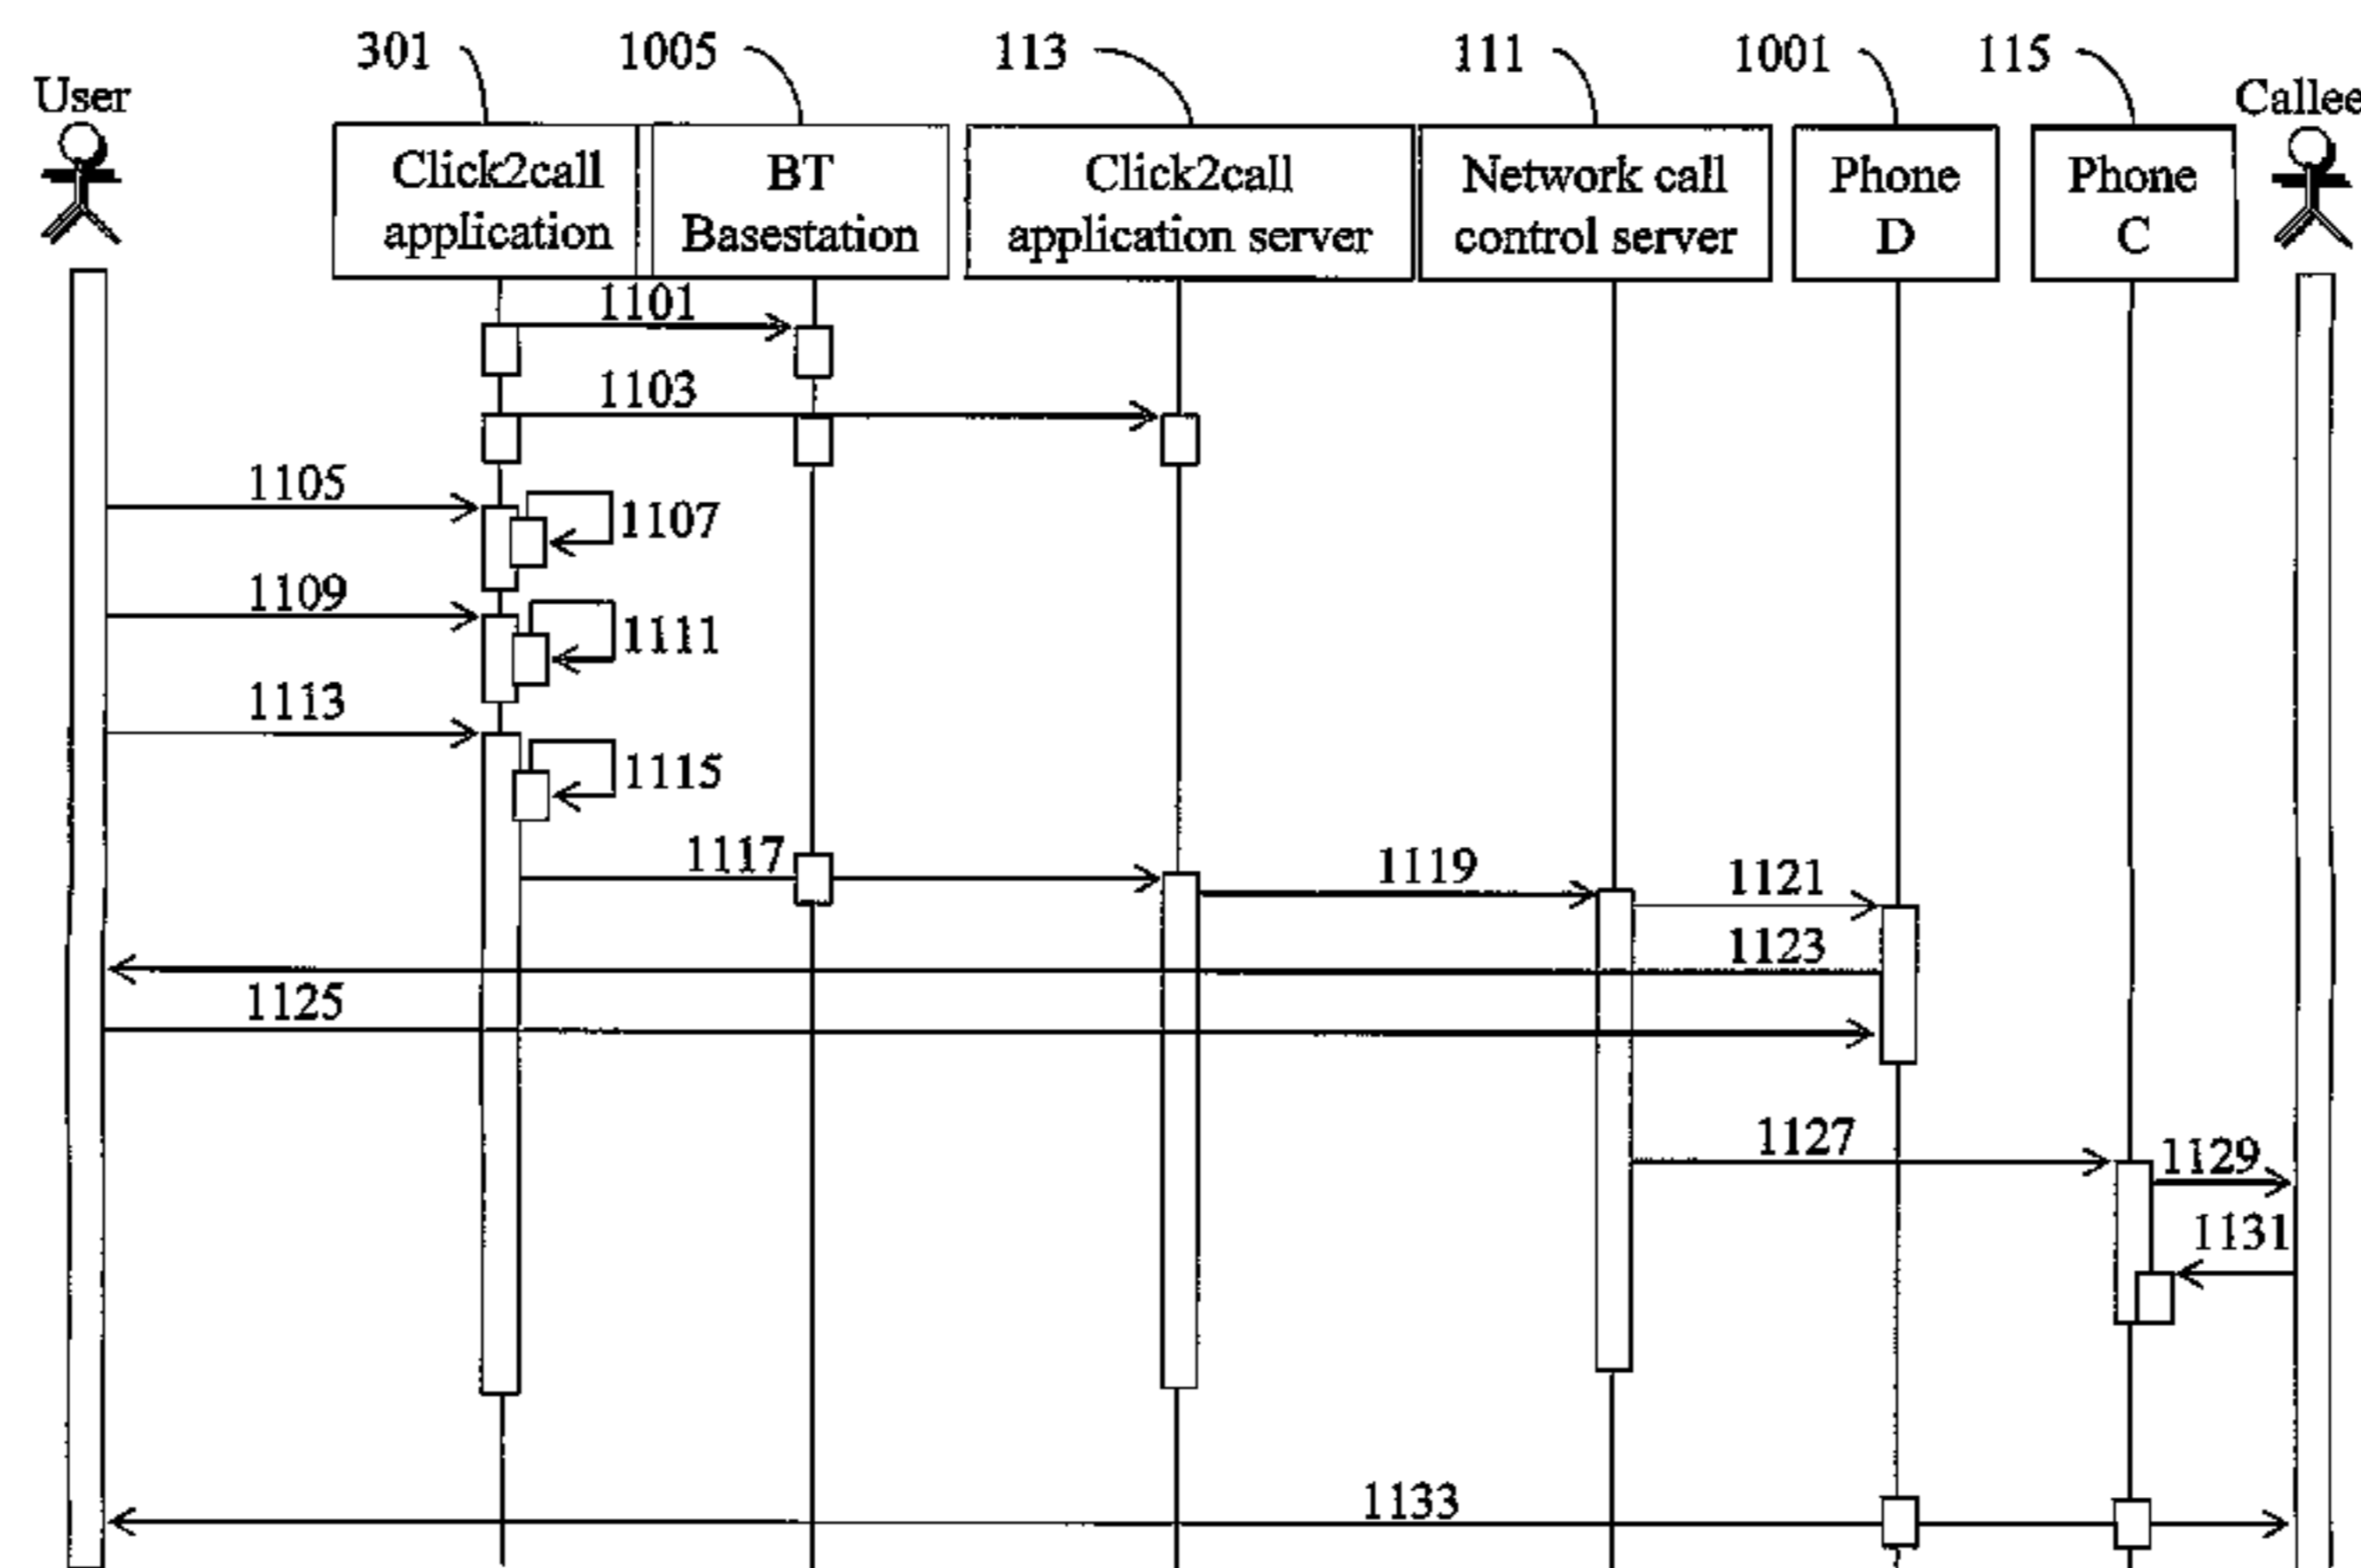 301
1005
113
111
1001
115
User
Callee
Click2call
application
BT
Basestation
Click2call
application server
Network call
control server
Phone
D
Phone
C
1101
1103
1105
1107
1109
1111
1113
1115
1117
1119
1121
1123
1125
1127
1129
1131
1133